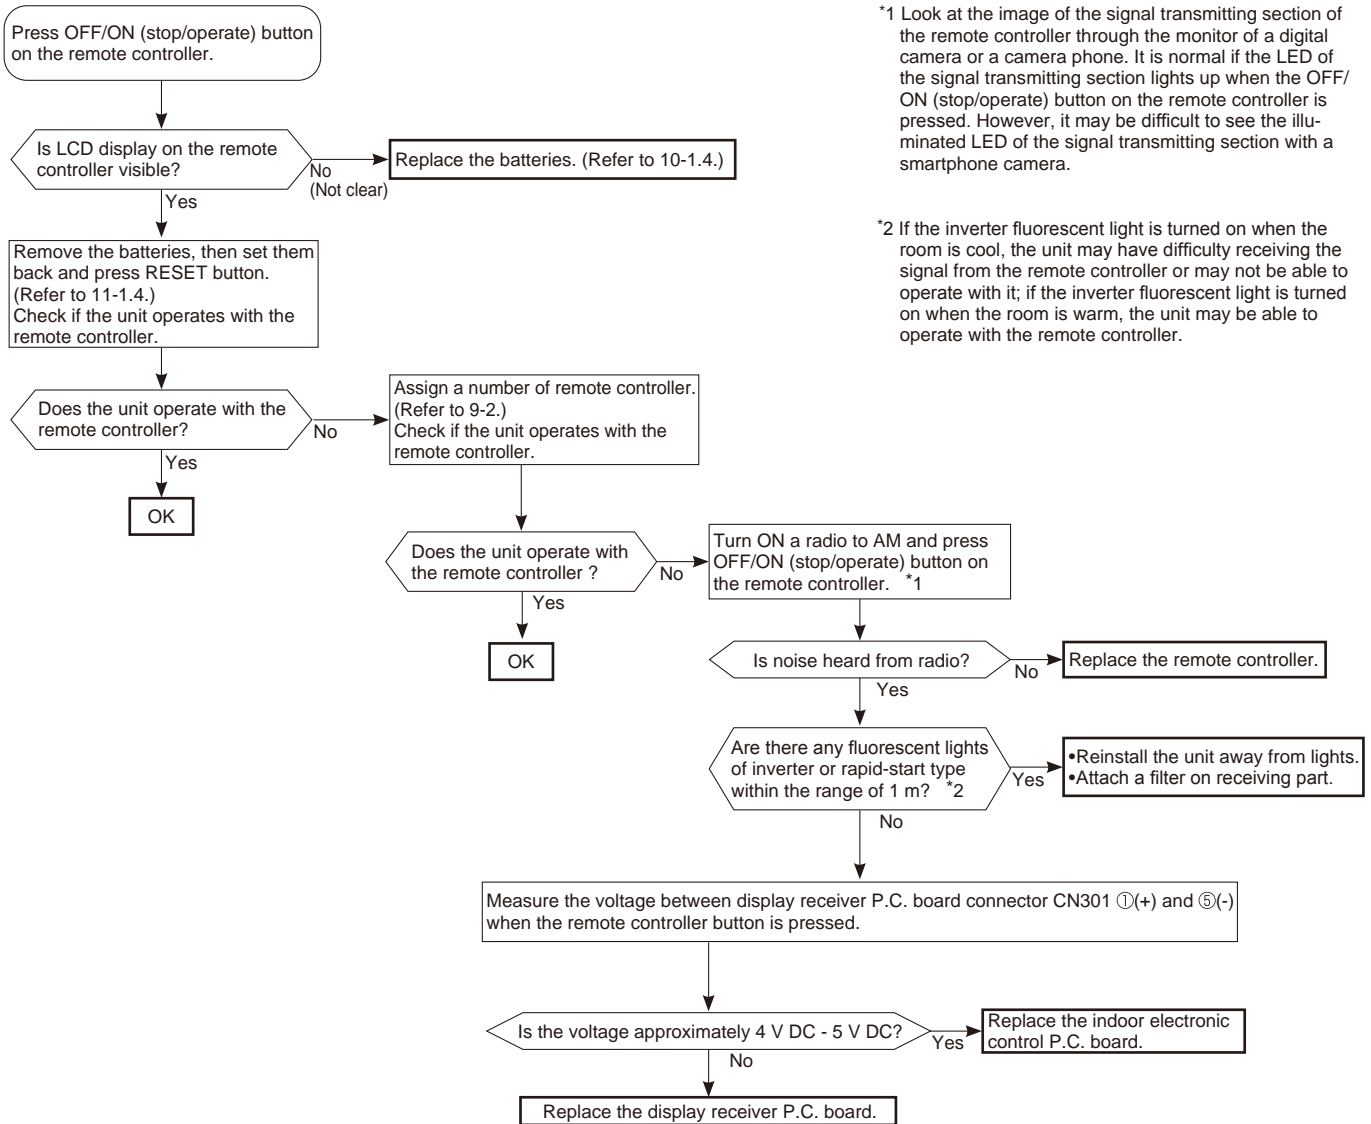 Press OFF/ON (stop/operate) button
on the remote controller.
Is LCD display on the remote
controller visible?
No
(Not clear)
Replace the batteries. (Refer to 10-1.4.)
Yes
Remove the batteries, then set them
back and press RESET button.
(Refer to 11-1.4.)
Check if the unit operates with the
remote controller.
Does the unit operate with the
remote controller?
No
Yes
OK
Assign a number of remote controller.
(Refer to 9-2.)
Check if the unit operates with the
remote controller.
Does the unit operate with
the remote controller ?
No
Yes
OK
Turn ON a radio to AM and press
OFF/ON (stop/operate) button on
the remote controller. *1
Is noise heard from radio?
No
Replace the remote controller.
Yes
Are there any fluorescent lights
of inverter or rapid-start type
within the range of 1 m? *2
Yes
•Reinstall the unit away from lights.
•Attach a filter on receiving part.
No
Measure the voltage between display receiver P.C. board connector CN301 ①(+) and ⑤(-)
when the remote controller button is pressed.
Is the voltage approximately 4 V DC - 5 V DC?
Yes
Replace the indoor electronic
control P.C. board.
No
Replace the display receiver P.C. board.
*1 Look at the image of the signal transmitting section of
the remote controller through the monitor of a digital
camera or a camera phone. It is normal if the LED of
the signal transmitting section lights up when the OFF/
ON (stop/operate) button on the remote controller is
pressed. However, it may be difficult to see the illu-
minated LED of the signal transmitting section with a
smartphone camera.
*2 If the inverter fluorescent light is turned on when the
room is cool, the unit may have difficulty receiving the
signal from the remote controller or may not be able to
operate with it; if the inverter fluorescent light is turned
on when the room is warm, the unit may be able to
operate with the remote controller.